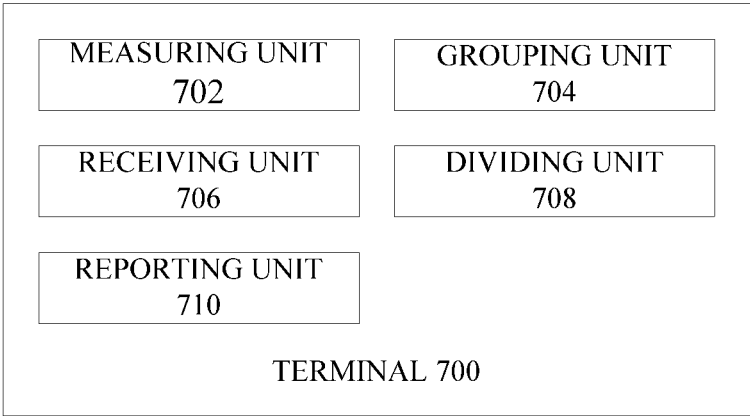 MEASURING UNIT
702
GROUPING UNIT
704
RECEIVING UNIT
706
DIVIDING UNIT
708
REPORTING UNIT
710
TERMINAL 700